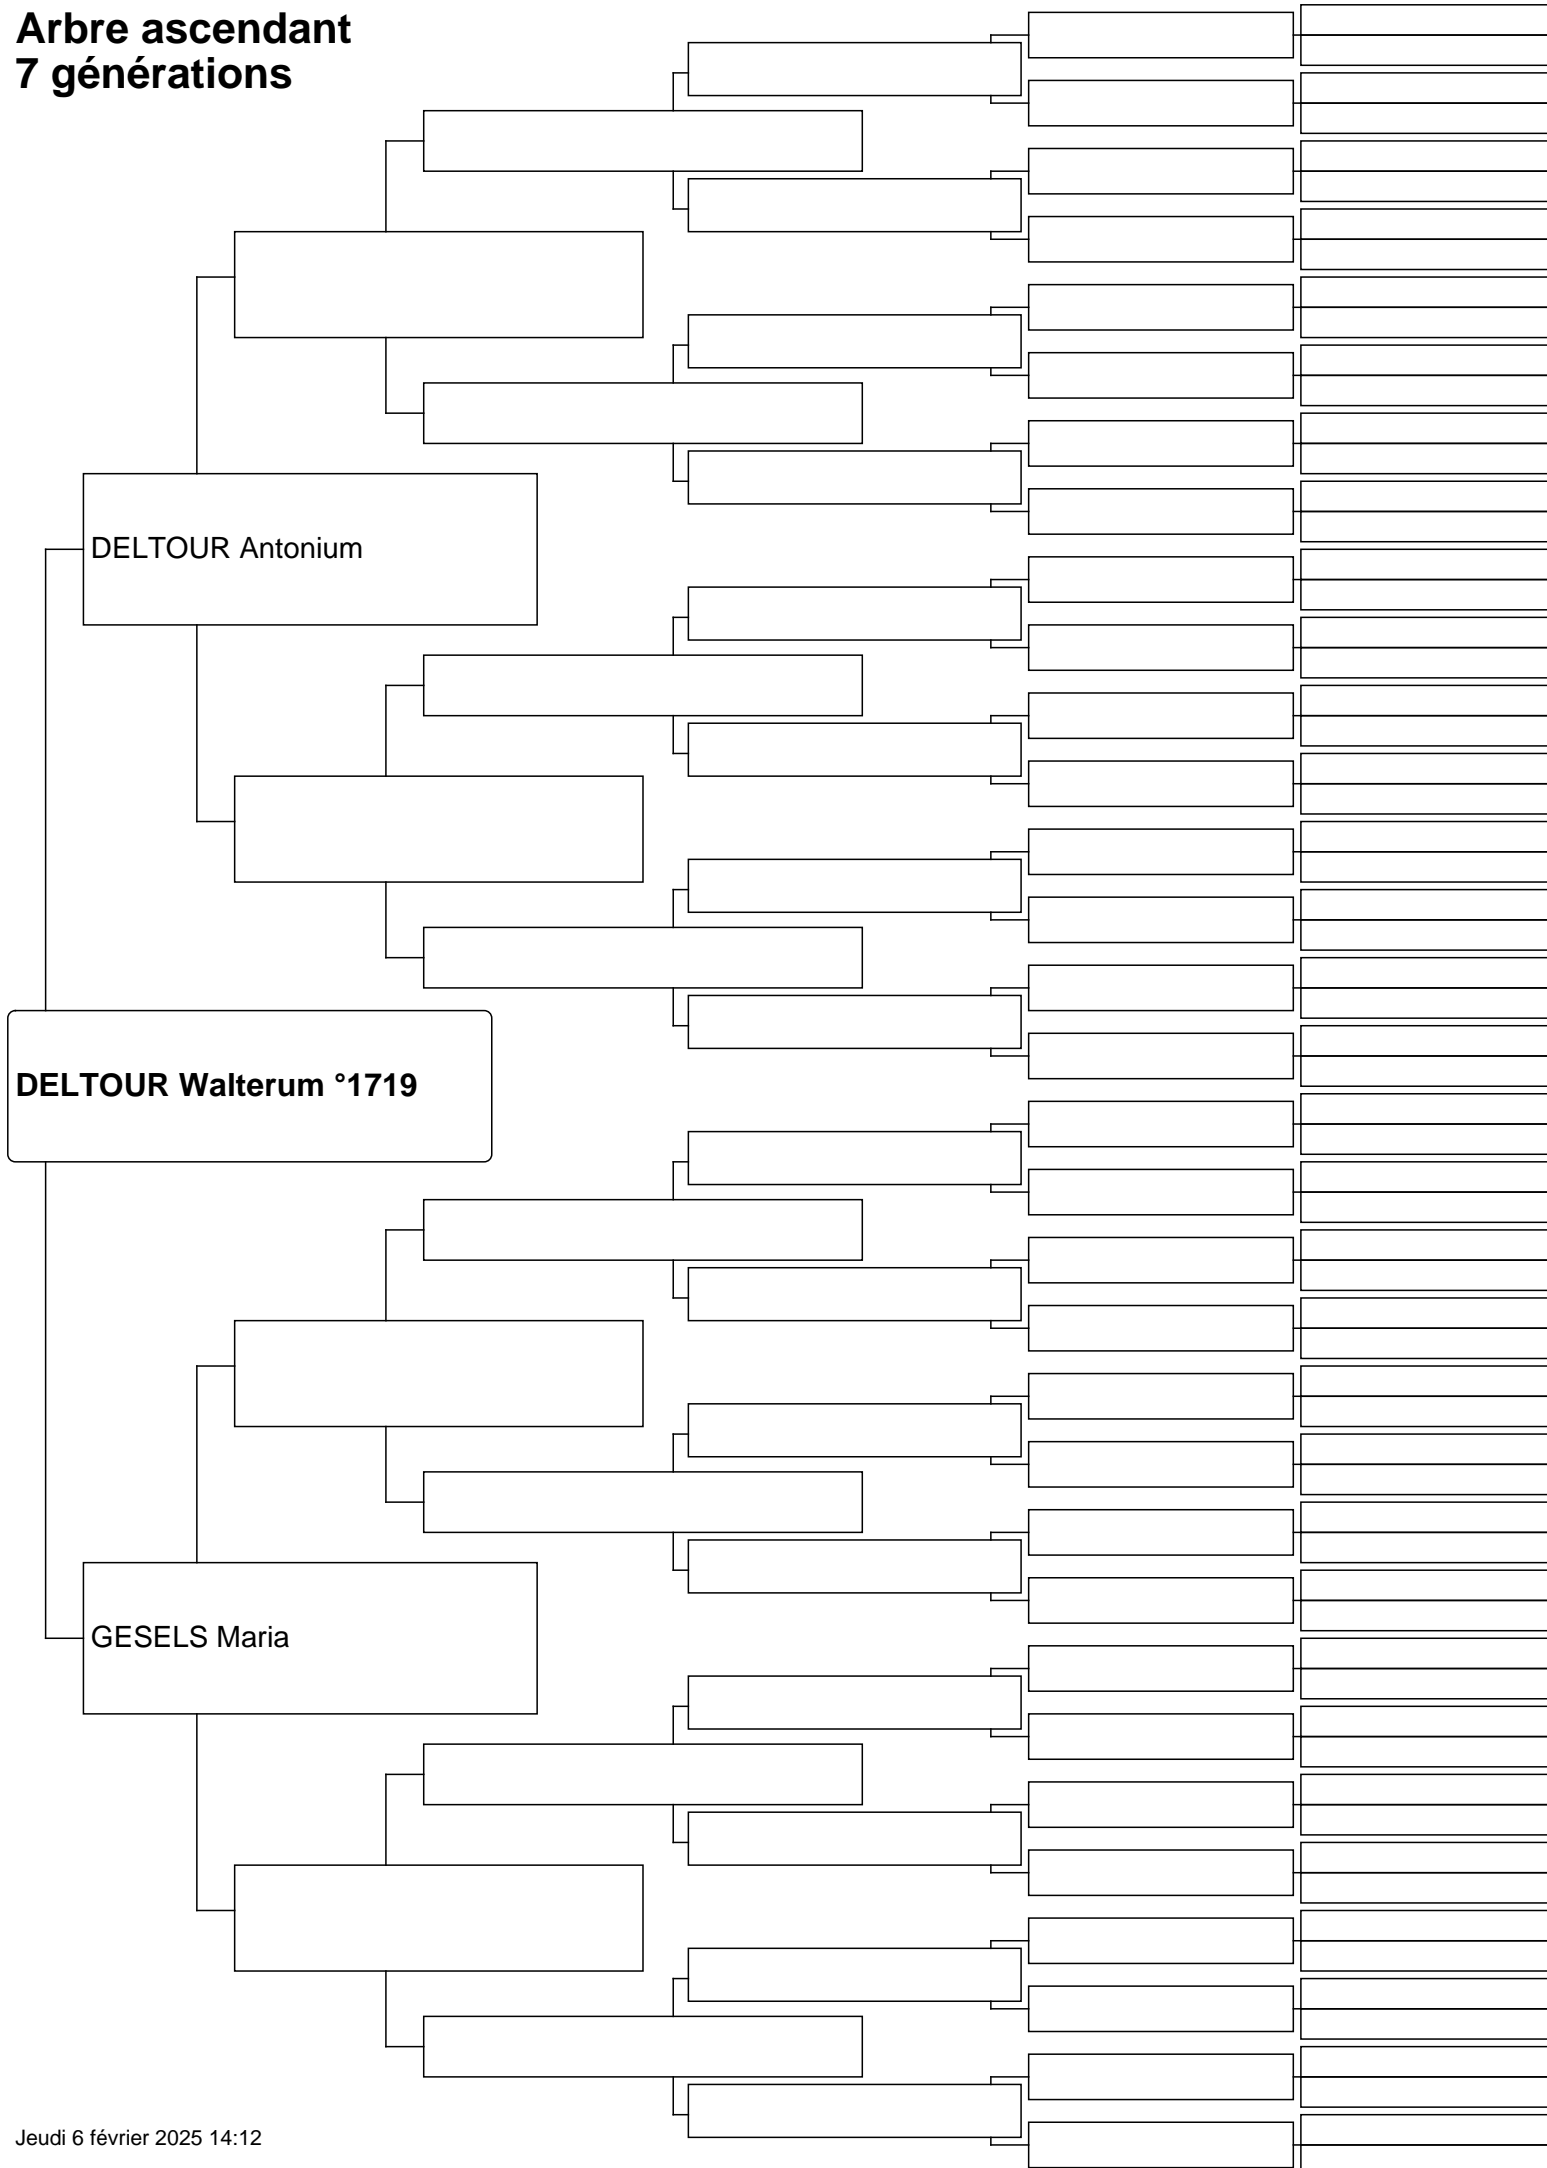 Arbre ascendant
7 générations
DELTOUR Antonium
DELTOUR Walterum °1719
GESELS Maria
Jeudi 6 février 2025 14:12